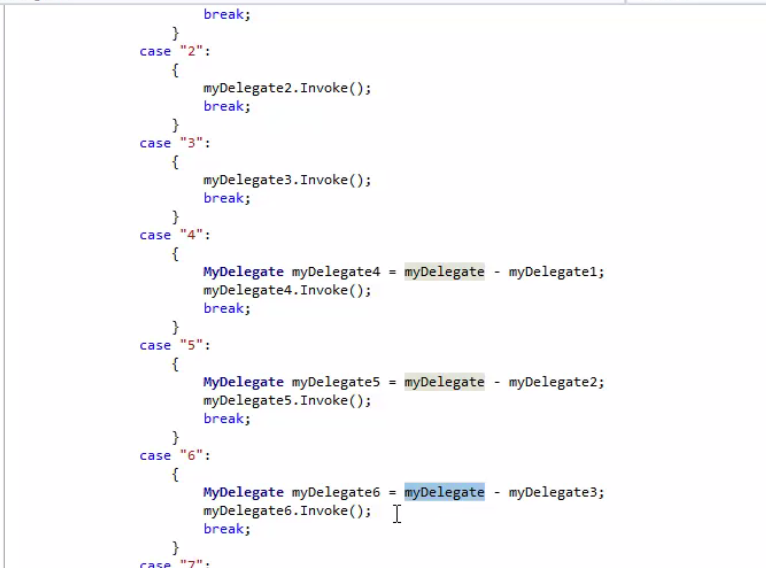 break;
}
case "2":
{
myDelegate2.Invoke();
break;
}
case "3":
{
myDelegate3.Invoke();
break;
}
case "4":
{
MyDelegate myDelegate4 = myDelegate - myDelegate1;
myDelegate4.Invoke();
break;
}
case "5":
{
MyDelegate myDelegate5 = myDelegate - myDelegate2;
myDelegate5.Invoke();
break;
}
case "6":
{
MyDelegate myDelegate6 = myDelegate - myDelegate3;
myDelegate6.Invoke();
break;
}
case "7":